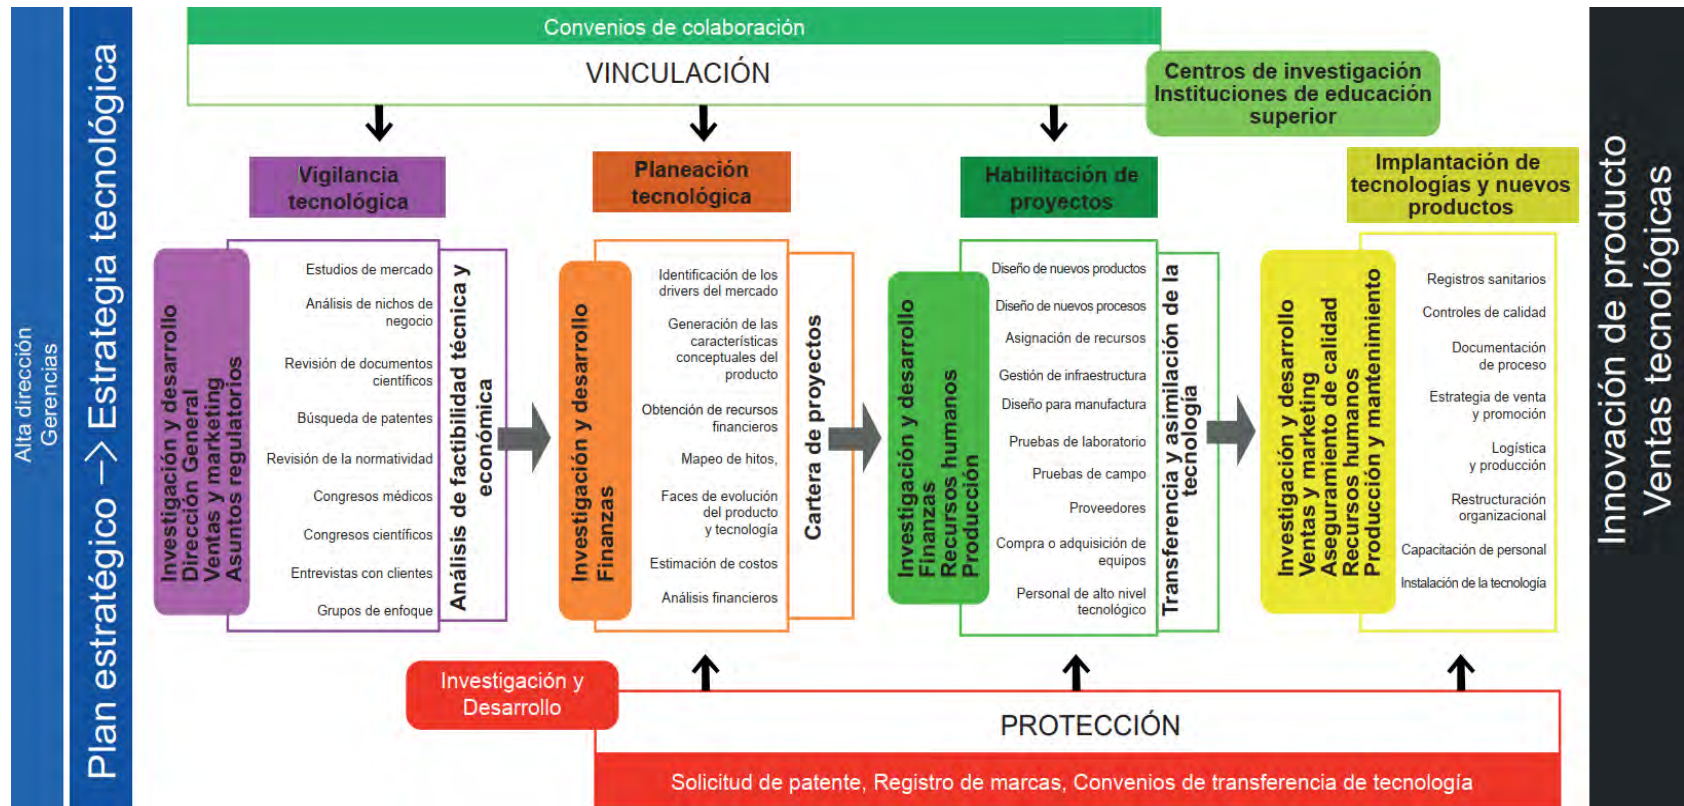 Alta dirección
Gerencias
Plan estratégico —> Estrategia tecnológica
Convenios de colaboración
VINCULACIÓN
Centros de investigación
Instituciones de educación
superior
Vigilancia
tecnológica
Investigación y desarrollo
Dirección General
Ventas y marketing
Asuntos regulatorios
Estudios de mercado
Análisis de nichos de
negocio
Revisión de documentos
científicos
Búsqueda de patentes
Revisión de la normatividad
Congresos médicos
Congresos científicos
Entrevistas con clientes
Grupos de enfoque
Análisis de factibilidad técnica y
económica
Planeación
tecnológica
Investigación y desarrollo
Finanzas
Identificación de los
drivers del mercado
Generación de las
características
conceptuales del
producto
Obtención de recursos
financieros
Mapeo de hitos,
Faces de evolución
del producto
y tecnología
Estimación de costos
Análisis financieros
Cartera de proyectos
Habilitación de
proyectos
Investigación y desarrollo
Finanzas
Recursos humanos
Producción
Diseño de nuevos productos
Diseño de nuevos procesos
Asignación de recursos
Gestión de infraestructura
Diseño para manufactura
Pruebas de laboratorio
Pruebas de campo
Proveedores
Compra o adquisición de
equipos
Personal de alto nivel
tecnológico
Transferencia y asimilación de la
tecnología
Implantación de
tecnologías y nuevos
productos
Investigación y desarrollo
Ventas y marketing
Aseguramiento de calidad
Recursos humanos
Producción y mantenimiento
Registros sanitarios
Controles de calidad
Documentación
de proceso
Estrategia de venta
y promoción
Logística
y producción
Restructuración
organizacional
Capacitación de personal
Instalación de la tecnología
Investigación y
Desarrollo
PROTECCIÓN
Solicitud de patente, Registro de marcas, Convenios de transferencia de tecnología
Innovación de producto
Ventas tecnológicas